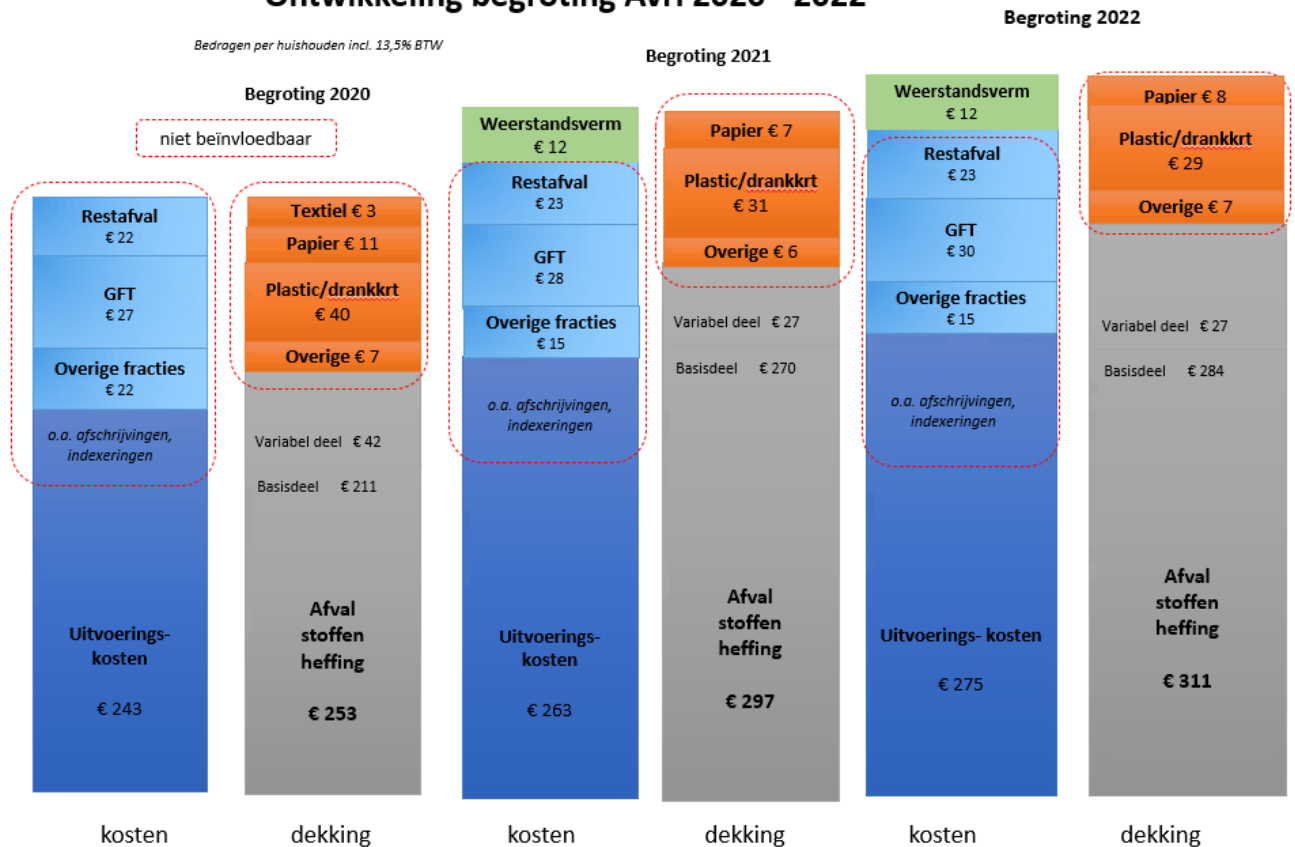 Ontwikkeling begroting AVH 2020 - 2022
Bedragen per huishouden incl. 13,5% BTW
Begroting 2020
niet beïnvloedbaar
Restafval
€ 22
GFT
€ 27
Overige fracties
€ 22
o.a. afschrijvingen,
indexeringen
Uitvoerings-
kosten
€ 243
kosten
Textiel € 3
Papier € 11
Plastic/drankkrt
€ 40
Overige € 7
Variabel deel € 42
Basisdeel € 211
Afval
stoffen
heffing
€ 253
dekking
Begroting 2021
Weerstandsverm
€ 12
Restafval
€ 23
GFT
€ 28
Overige fracties
€ 15
o.a. afschrijvingen,
indexeringen
Uitvoerings-
kosten
€ 263
kosten
Papier € 7
Plastic/drankkrt
€ 31
Overige € 6
Variabel deel € 27
Basisdeel € 270
Afval
stoffen
heffing
€ 297
dekking
Begroting 2022
Weerstandsverm
€ 12
Restafval
€ 23
GFT
€ 30
Overige fracties
€ 15
o.a. afschrijvingen,
indexeringen
Uitvoerings- kosten
€ 275
kosten
Papier € 8
Plastic/drankkrt
€ 29
Overige € 7
Variabel deel € 27
Basisdeel € 284
Afval
stoffen
heffing
€ 311
dekking